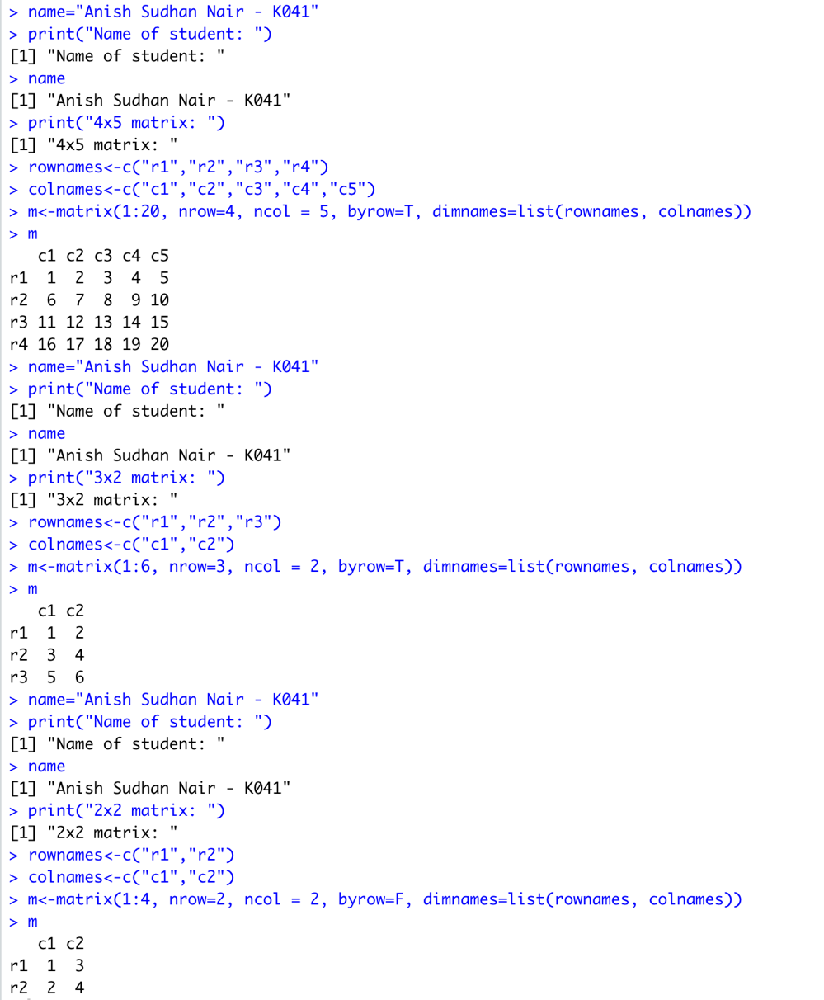 > name="Anish Sudhan Nair - K041"
> print("Name of student: ")
[1] "Name of student: "
> name
[1] "Anish Sudhan Nair - K041"
> print("4x5 matrix: ")
[1] "4x5 matrix: "
> rownames<-c("r1","r2","r3","r4")
> colnames<-c("c1","c2","c3","c4","c5")
> m<-matrix(1:20, nrow=4, ncol = 5, byrow=T, dimnames=list(rownames, colnames))
> m
   c1 c2 c3 c4 c5
r1  1  2  3  4  5
r2  6  7  8  9 10
r3 11 12 13 14 15
r4 16 17 18 19 20
> name="Anish Sudhan Nair - K041"
> print("Name of student: ")
[1] "Name of student: "
> name
[1] "Anish Sudhan Nair - K041"
> print("3x2 matrix: ")
[1] "3x2 matrix: "
> rownames<-c("r1","r2","r3")
> colnames<-c("c1","c2")
> m<-matrix(1:6, nrow=3, ncol = 2, byrow=T, dimnames=list(rownames, colnames))
> m
   c1 c2
r1  1  2
r2  3  4
r3  5  6
> name="Anish Sudhan Nair - K041"
> print("Name of student: ")
[1] "Name of student: "
> name
[1] "Anish Sudhan Nair - K041"
> print("2x2 matrix: ")
[1] "2x2 matrix: "
> rownames<-c("r1","r2")
> colnames<-c("c1","c2")
> m<-matrix(1:4, nrow=2, ncol = 2, byrow=F, dimnames=list(rownames, colnames))
> m
   c1 c2
r1  1  3
r2  2  4